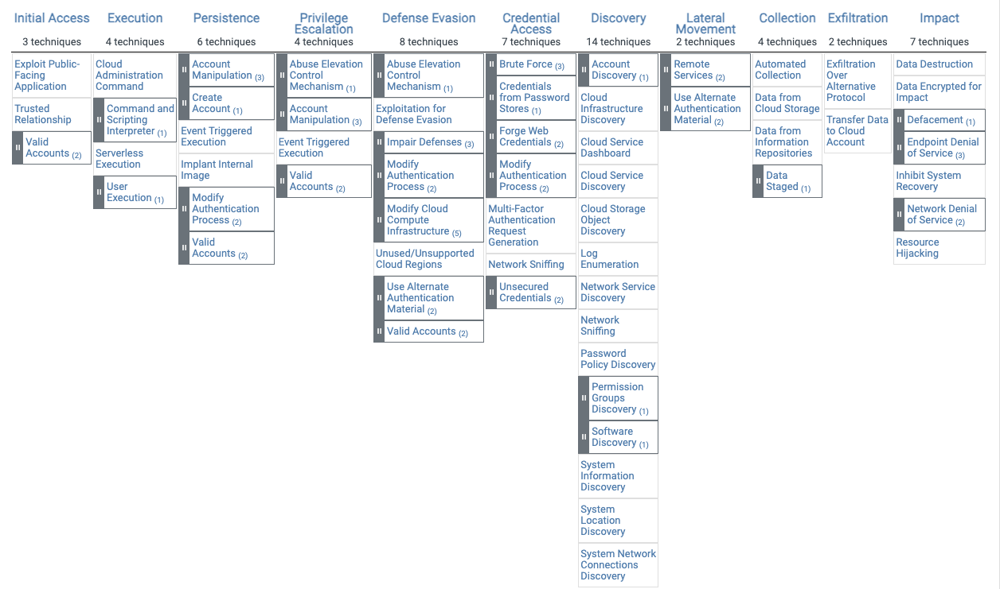 Initial Access
3 techniques
Exploit Public-
Facing
Application
Trusted
Relationship
Valid
Accounts (2)
Execution
4 techniques
Cloud
Administration
Command
Command and
Scripting
Interpreter (1)
Serverless
Execution
User
Execution (1)
Persistence
6 techniques
Account
Manipulation (3)
Create
Account (1)
Event Triggered
Execution
Implant Internal
Image
Modify
Authentication
Process (2)
Valid
Accounts (2)
Privilege
Escalation
4 techniques
Abuse Elevation
Control
Mechanism (1)
Account
Manipulation (3)
Event Triggered
Execution
Valid
Accounts (2)
Defense Evasion
8 techniques
Abuse Elevation
Control
Mechanism (1)
Exploitation for
Defense Evasion
Impair Defenses (3)
Modify
Authentication
Process (2)
Modify Cloud
Compute
Infrastructure (5)
Unused/Unsupported
Cloud Regions
Use Alternate
Authentication
Material (2)
Valid Accounts (2)
Credential
Access
7 techniques
Brute Force (3)
Credentials
from Password
Stores (1)
Forge Web
Credentials (2)
Modify
Authentication
Process (2)
Multi-Factor
Authentication
Request
Generation
Network Sniffing
Unsecured
Credentials (2)
Discovery
14 techniques
Account
Discovery (1)
Cloud
Infrastructure
Discovery
Cloud Service
Dashboard
Cloud Service
Discovery
Cloud Storage
Object
Discovery
Log
Enumeration
Network Service
Discovery
Network
Sniffing
Password
Policy Discovery
Permission
Groups
Discovery (1)
Software
Discovery (1)
System
Information
Discovery
System
Location
Discovery
System Network
Connections
Discovery
Lateral
Movement
2 techniques
Remote
Services (2)
Use Alternate
Authentication
Material (2)
Collection
4 techniques
Automated
Collection
Data from
Cloud Storage
Data from
Information
Repositories
Data
Staged (1)
Exfiltration
2 techniques
Exfiltration
Over
Alternative
Protocol
Transfer Data
to Cloud
Account
Impact
7 techniques
Data Destruction
Data Encrypted for
Impact
Defacement (1)
Endpoint Denial
of Service (3)
Inhibit System
Recovery
Network Denial
of Service (2)
Resource
Hijacking